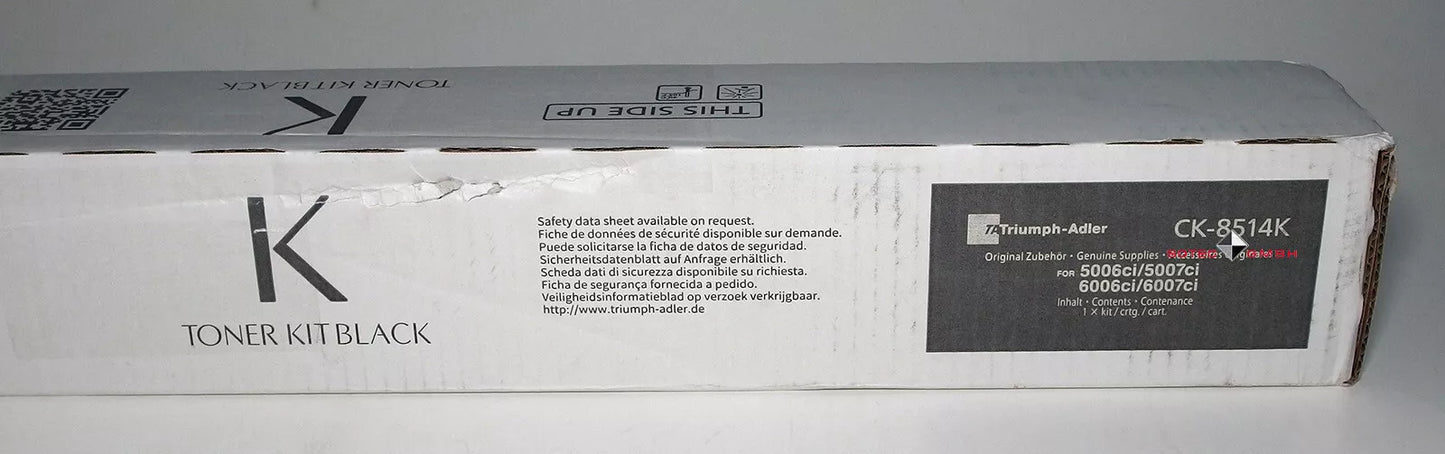 TONER KIT BLACK
K
THIS SIDE UP
K
TONER KIT BLACK
Safety data sheet available on request.
Fiche de données de sécurité disponible sur demande.
Puede solicitarse la ficha de datos de seguridad.
Sicherheitsdatenblatt auf Anfrage erhältlich.
Scheda dati di sicurezza disponibile su richiesta.
Ficha de segurança fornecida a pedido.
Veiligheidsinformatieblad op verzoek verkrijgbaar.
http://www.triumph-adler.de
TA Triumph-Adler
CK-8514K
Original Zubehör · Genuine Supplies · Accessoires Originales
FOR 5006ci/5007ci
6006ci/6007ci
Inhalt · Contents · Contenance
1 × kit / crtg. / cart.